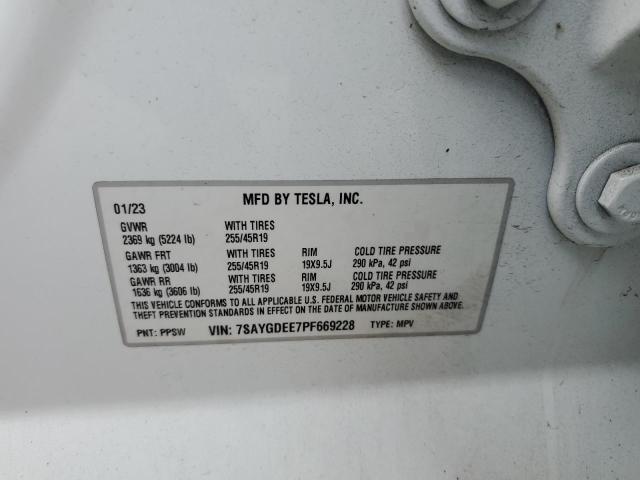 MFD BY TESLA, INC.
01/23
GVWR WITH TIRES
2369 kg (5224 lb) 255/45R19
GAWR FRT WITH TIRES RIM COLD TIRE PRESSURE
1363 kg (3004 lb) 255/45R19 19X9.5J 290 kPa, 42 psi
GAWR RR WITH TIRES RIM COLD TIRE PRESSURE
1636 kg (3606 lb) 255/45R19 19X9.5J 290 kPa, 42 psi
THIS VEHICLE CONFORMS TO ALL APPLICABLE U.S. FEDERAL MOTOR VEHICLE SAFETY AND
THEFT PREVENTION STANDARDS IN EFFECT ON THE DATE OF MANUFACTURE SHOWN ABOVE.
PNT: PPSW VIN: 7SAYGDEE7PF669228 TYPE: MPV